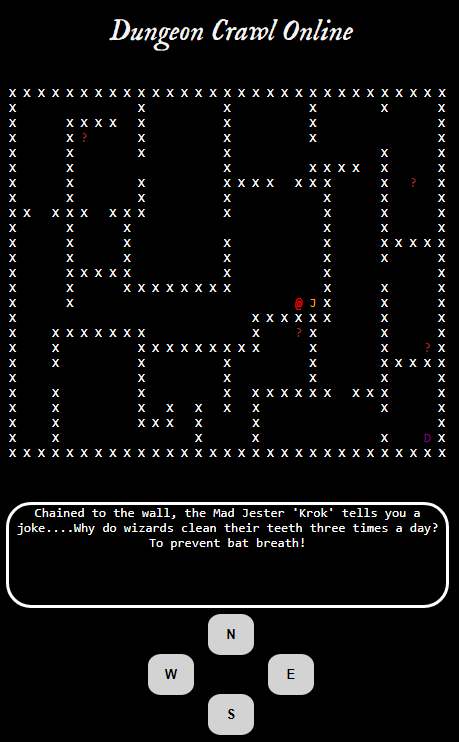 Dungeon Crawl Online
x x x x x x x x x x x x x x x x x x x x x x x x x x x x x x x
x x x x x x
x x x x x x x x x
x x ? x x x x
x x x x x x
x x x x x x x x x
x x x x x x x x x x x ? x
x x x x x x x
x x x x x x x x x x x x
x x x x x x
x x x x x x x x x x
x x x x x x x
x x x x x x x x x
x x x x x x x x x x x x x
x x @ J x x x
x x x x x x x x x
x x x x x x x x x ? x x x
x x x x x x x x x x x x x ? x
x x x x x x x x x x
x x x x x x
x x x x x x x x x x x x x x
x x x x x x x x x
x x x x x x x x
x x x x x D x
x x x x x x x x x x x x x x x x x x x x x x x x x x x x x x x
Chained to the wall, the Mad Jester 'Krok' tells you a
joke....Why do wizards clean their teeth three times a day?
To prevent bat breath!
N
W E
S